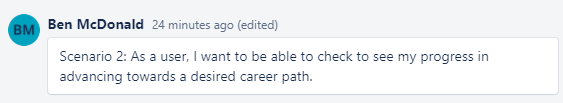 BM
Ben McDonald 24 minutes ago (edited)
Scenario 2: As a user, I want to be able to check to see my progress in
advancing towards a desired career path.